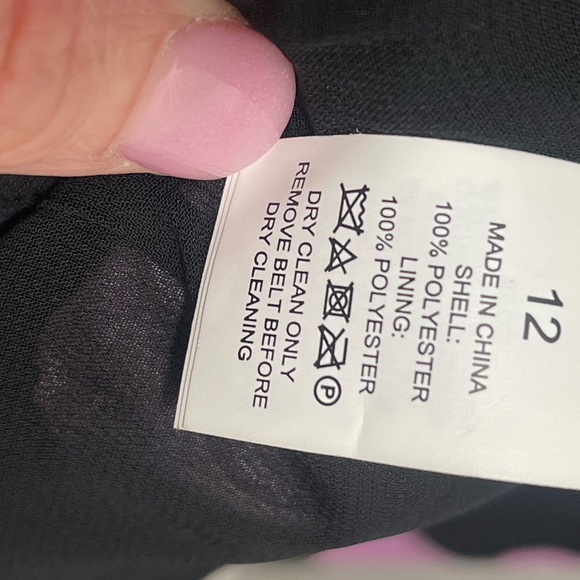 12
MADE IN CHINA
SHELL:
100% POLYESTER
LINING:
100% POLYESTER
P
DRY CLEAN ONLY
REMOVE BELT BEFORE
DRY CLEANING